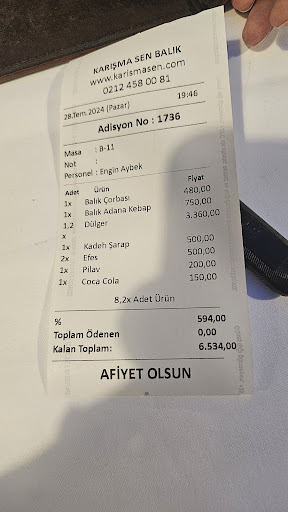 KARIŞMA SEN BALIK
www.karismasen.com
0212 458 00 81
28.Tem.2024 (Pazar) 19:46
Adisyon No : 1736
Masa : B-11
Not :
Personel : Engin Aybek
Adet Ürün Fiyat
1x Balık Çorbası 480,00
1x Balık Adana Kebap 750,00
1,2 Dülger 3.360,00
x
1x Kadeh Şarap 500,00
2x Efes 500,00
1x Pilav 200,00
1x Coca Cola 150,00
8,2x Adet Ürün
% 594,00
Toplam Ödenen 0,00
Kalan Toplam: 6.534,00
AFİYET OLSUN